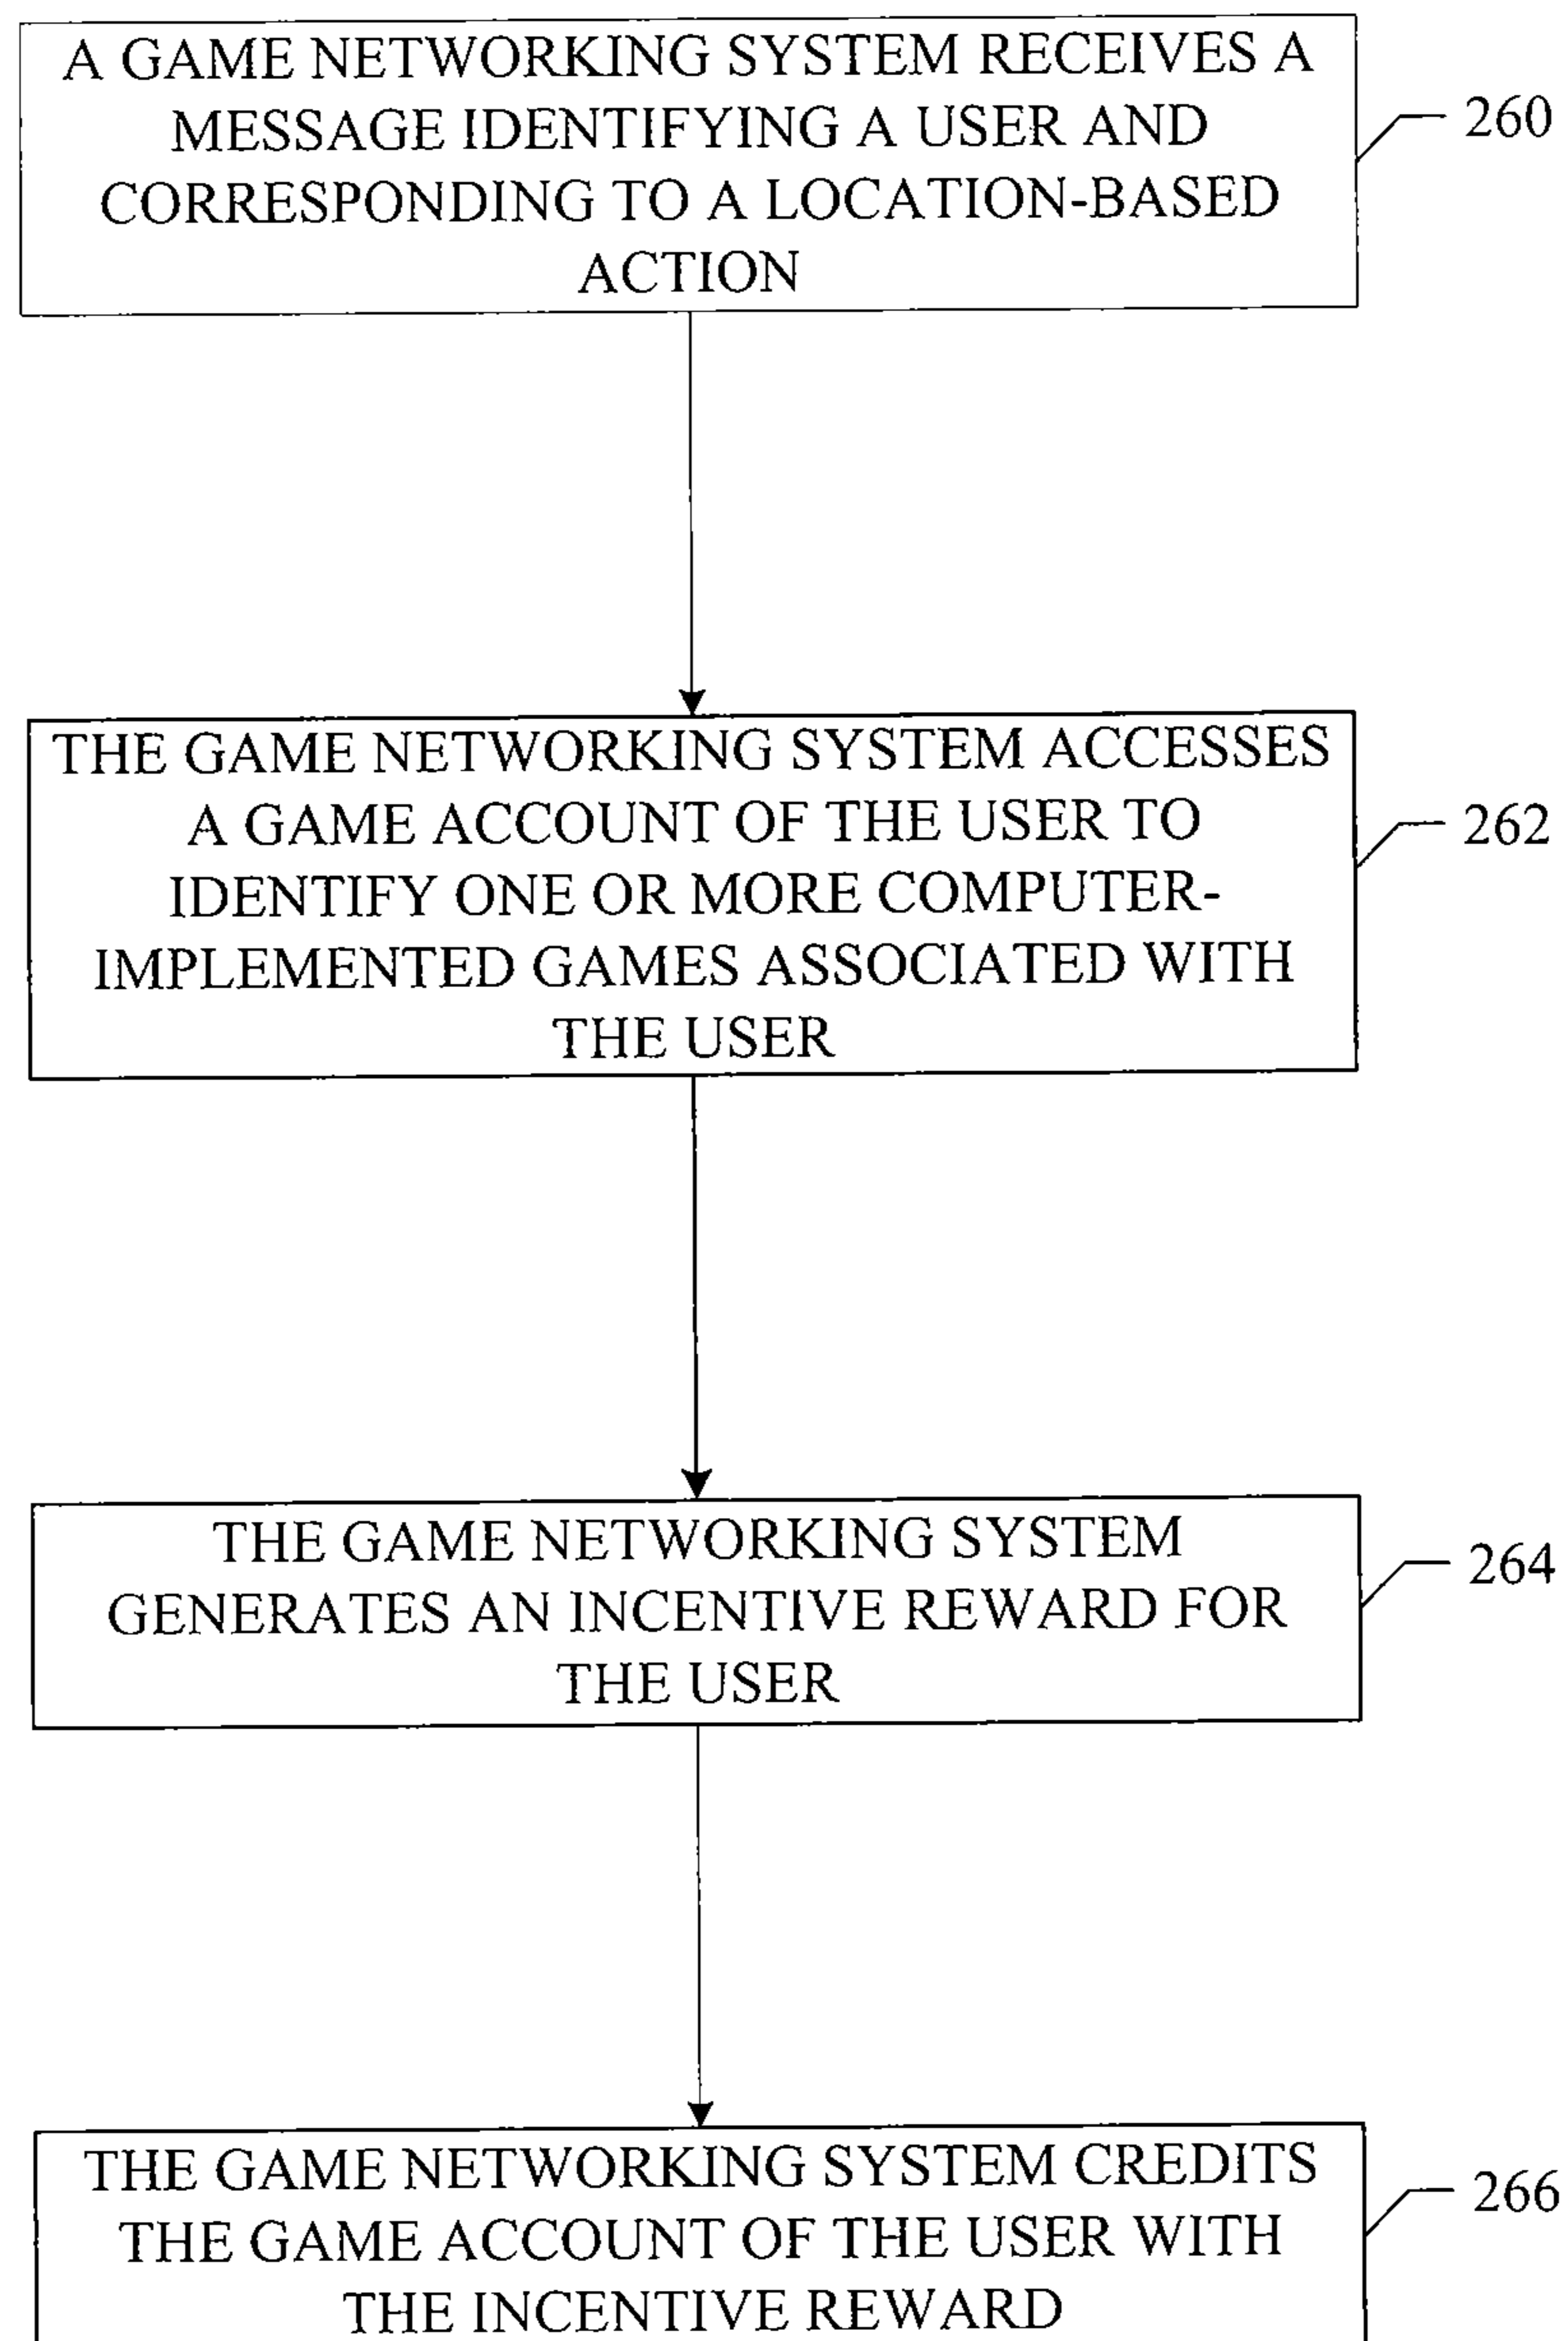 A GAME NETWORKING SYSTEM RECEIVES A
MESSAGE IDENTIFYING A USER AND
CORRESPONDING TO A LOCATION-BASED
ACTION
260
THE GAME NETWORKING SYSTEM ACCESSES
A GAME ACCOUNT OF THE USER TO
IDENTIFY ONE OR MORE COMPUTER-
IMPLEMENTED GAMES ASSOCIATED WITH
THE USER
262
THE GAME NETWORKING SYSTEM
GENERATES AN INCENTIVE REWARD FOR
THE USER
264
THE GAME NETWORKING SYSTEM CREDITS
THE GAME ACCOUNT OF THE USER WITH
THE INCENTIVE REWARD
266